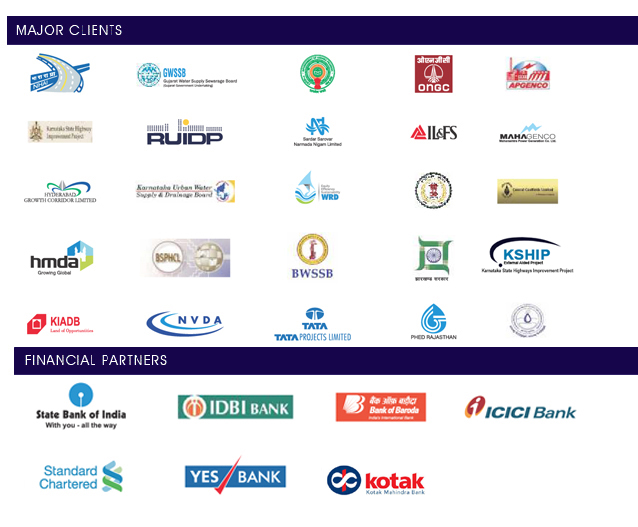 MAJOR CLIENTS
GWSSB
Gujarat Water Supply Sewerage Board
(Gujarat Government Undertaking)
ओएनजीसी
ONGC
APGENCO
Karnataka State Highway
Improvement Project
RUIDP
Sardar Sarovar
Narmada Nigam Limited
IL&FS
MAHAGENCO
Maharashtra State Power Generation Co. Ltd.
HYDERABAD
GROWTH CORRIDOR LIMITED
Karnataka Urban Water
Supply & Drainage Board
WRD
Central Coalfields Limited
hmda
Growing Global
BSPHCL
BWSSB
झारखण्ड सरकार
KSHIP
External Aided Project
Karnataka State Highways Improvement Project
KIADB
Land of Opportunities
NVDA
TATA
TATA PROJECTS LIMITED
PHED RAJASTHAN
FINANCIAL PARTNERS
State Bank of India
With you - all the way
IDBI BANK
बैंक ऑफ़ बड़ौदा
Bank of Baroda
India's International Bank
ICICI Bank
Standard
Chartered
YES BANK
kotak
Kotak Mahindra Bank